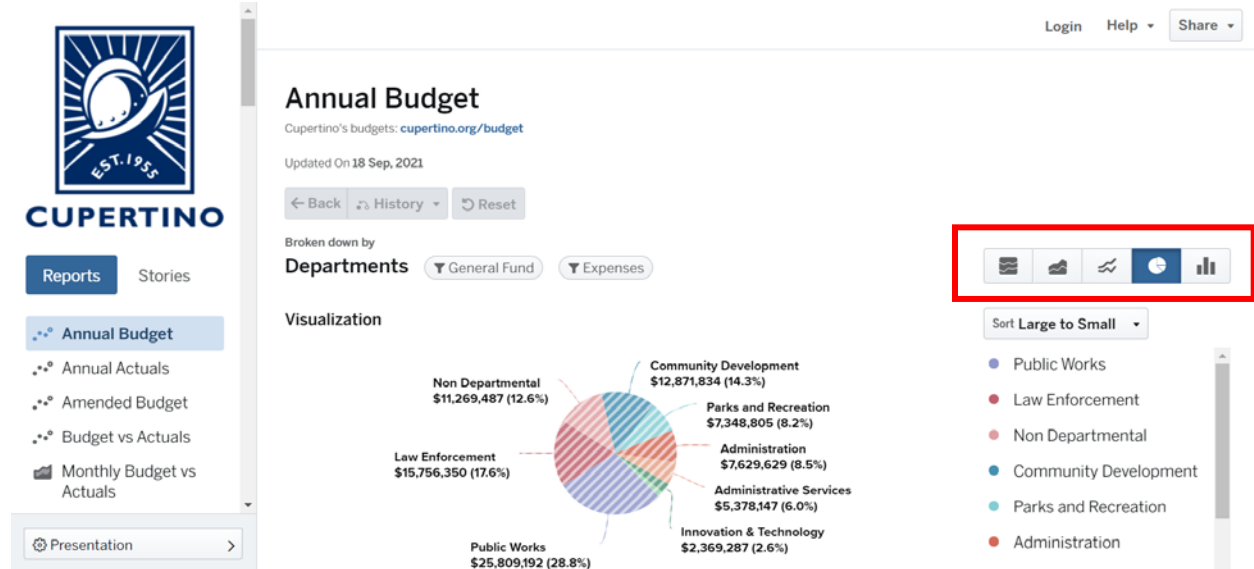 EST. 1955
CUPERTINO
Reports
Stories
Annual Budget
Annual Actuals
Amended Budget
Budget vs Actuals
Monthly Budget vs
Actuals
Presentation
Login
Help
Share
Annual Budget
Cupertino's budgets: cupertino.org/budget
Updated On 18 Sep, 2021
Back
History
Reset
Broken down by
Departments
General Fund
Expenses
Visualization
Community Development
$12,871,834 (14.3%)
Non Departmental
$11,269,487 (12.6%)
Parks and Recreation
$7,348,805 (8.2%)
Administration
$7,629,629 (8.5%)
Law Enforcement
$15,756,350 (17.6%)
Administrative Services
$5,378,147 (6.0%)
Innovation & Technology
$2,369,287 (2.6%)
Public Works
$25,809,192 (28.8%)
Sort Large to Small
Public Works
Law Enforcement
Non Departmental
Community Development
Parks and Recreation
Administration